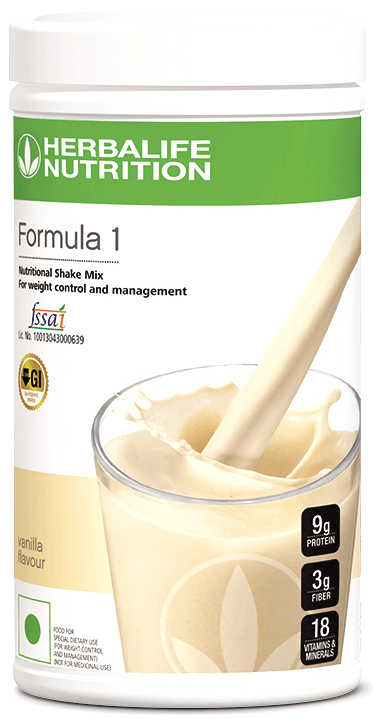 HERBALIFE
NUTRITION
Formula 1
Nutritional Shake Mix
For weight control and management
fssai
Lic. No. 10013043000639
GI
GLYCEMIC
INDEX
9g
PROTEIN
3g
FIBER
18
VITAMINS &
MINERALS
vanilla
flavour
FOOD FOR
SPECIAL DIETARY USE
(FOR WEIGHT CONTROL
AND MANAGEMENT)
(NOT FOR MEDICINAL USE)